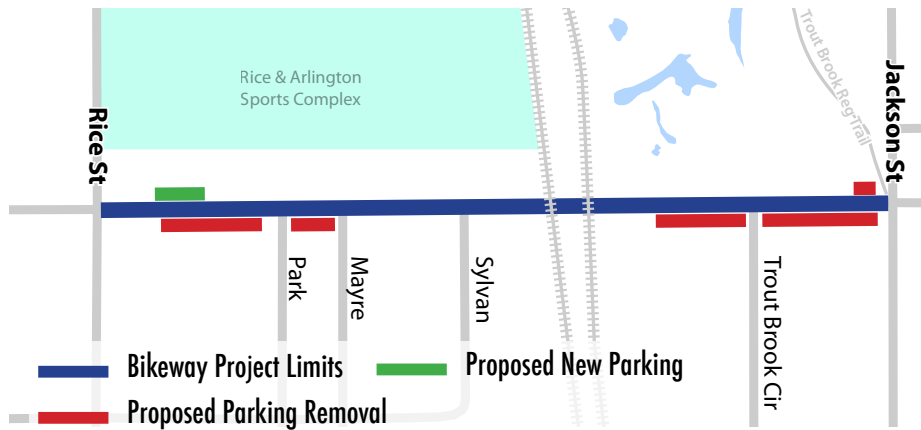 Rice & Arlington
Sports Complex
Trout Brook Reg Trail
Jackson St
Rice St
Park
Mayre
Sylvan
Trout Brook Cir
Bikeway Project Limits
Proposed New Parking
Proposed Parking Removal